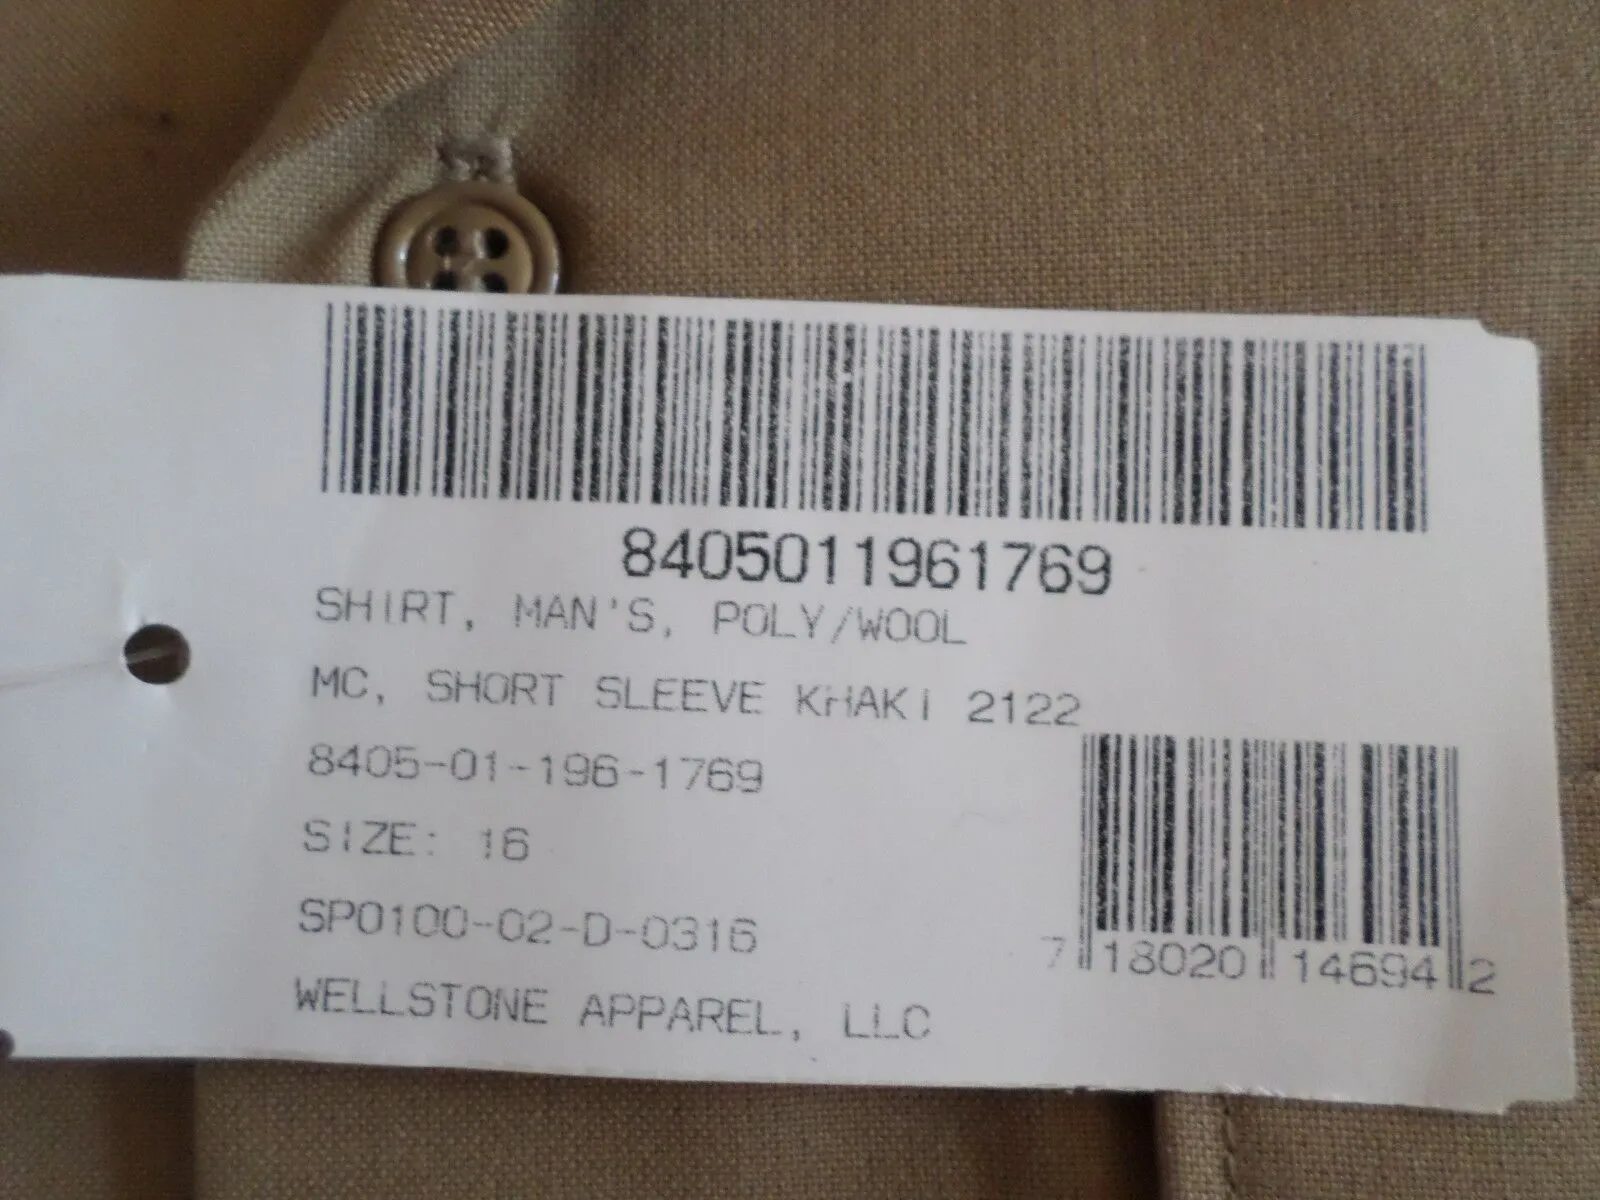 8405011961769
SHIRT, MAN'S, POLY/WOOL
MC, SHORT SLEEVE KHAKI 2122
8405-01-196-1769
SIZE: 16
SP0100-02-D-0316
WELLSTONE APPAREL, LLC
7 18020 14694 2